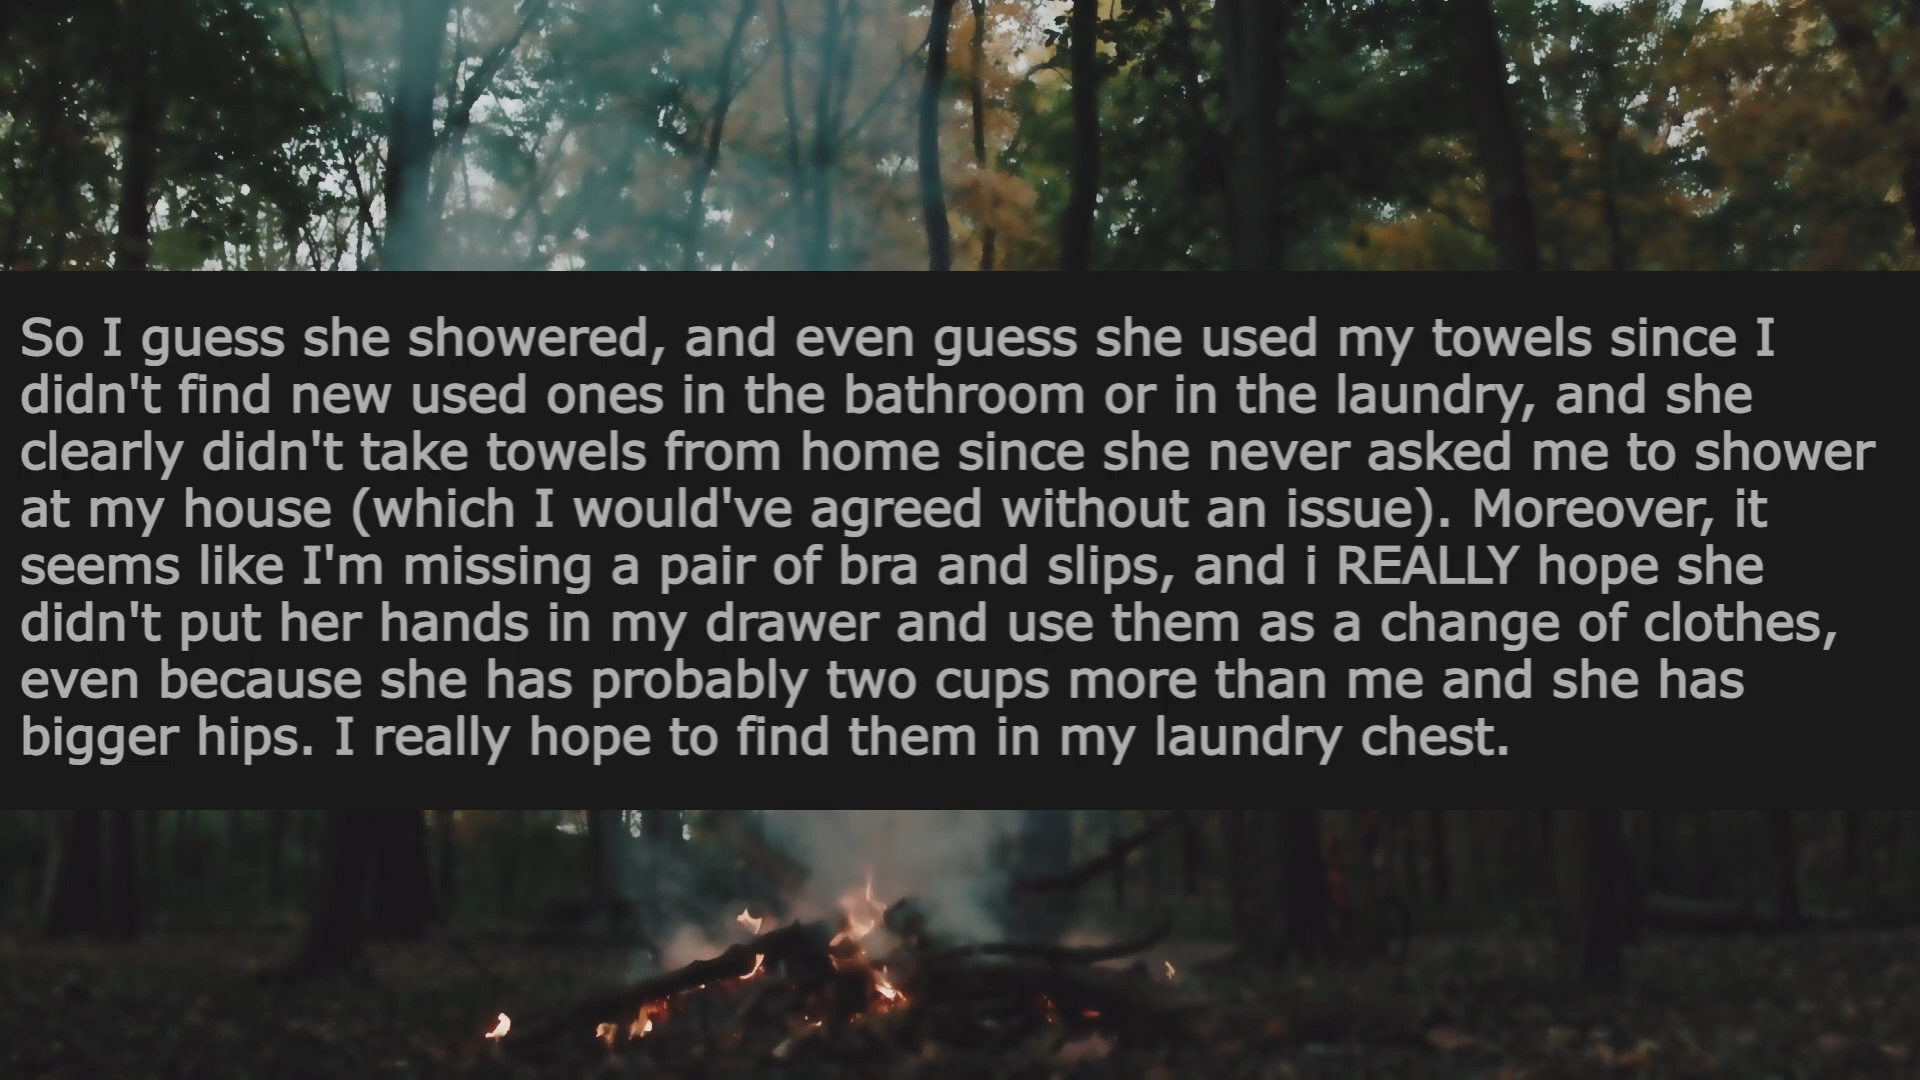 So I guess she showered, and even guess she used my towels since I
didn't find new used ones in the bathroom or in the laundry, and she
clearly didn't take towels from home since she never asked me to shower
at my house (which I would've agreed without an issue). Moreover, it
seems like I'm missing a pair of bra and slips, and i REALLY hope she
didn't put her hands in my drawer and use them as a change of clothes,
even because she has probably two cups more than me and she has
bigger hips. I really hope to find them in my laundry chest.